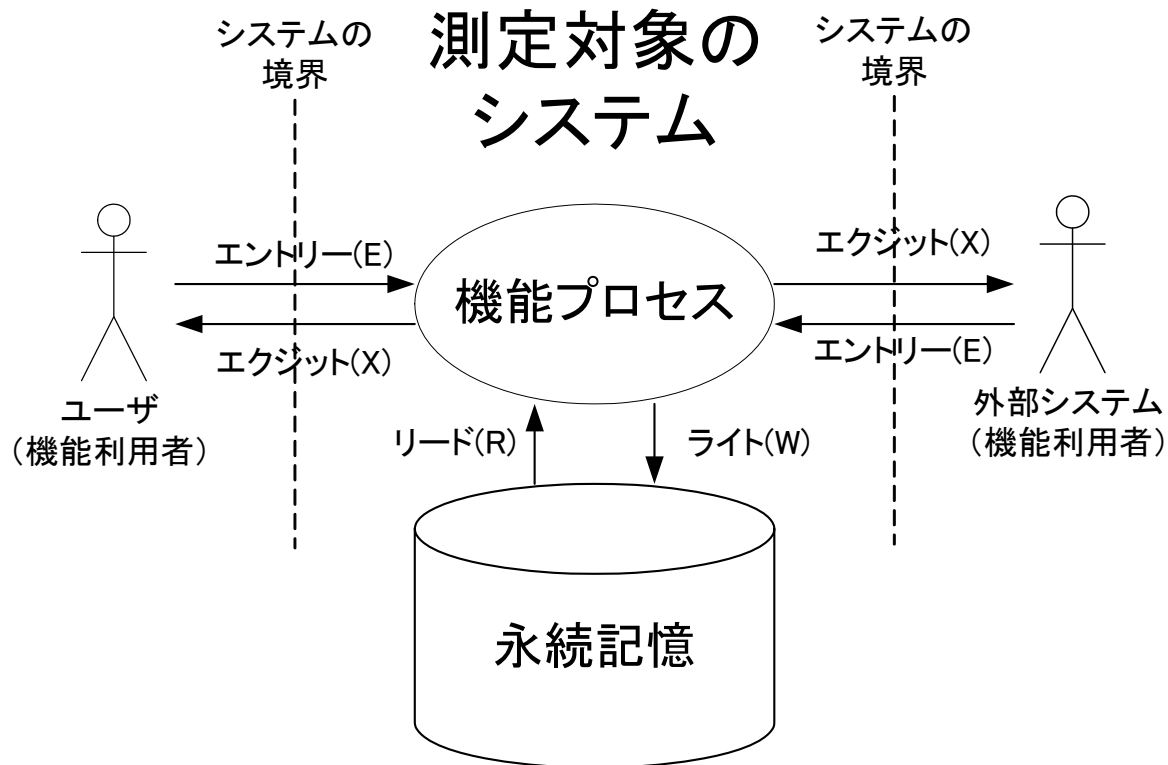 システムの
境界
測定対象の
システム
システムの
境界
エントリー(E)
エクジット(X)
機能プロセス
エクジット(X)
エントリー(E)
ユーザ
（機能利用者）
外部システム
（機能利用者）
リード(R)
ライト(W)
永続記憶